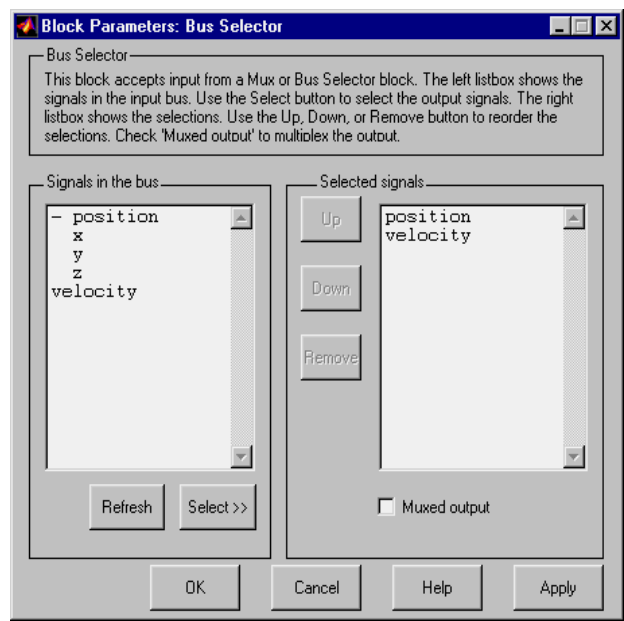 Block Parameters: Bus Selector
Bus Selector
This block accepts input from a Mux or Bus Selector block. The left listbox shows the
signals in the input bus. Use the Select button to select the output signals. The right
listbox shows the selections. Use the Up, Down, or Remove button to reorder the
selections. Check 'Muxed output' to multiplex the output.
Signals in the bus
- position
x
y
z
velocity
Refresh
Select >>
Selected signals
Up
Down
Remove
position
velocity
Muxed output
OK
Cancel
Help
Apply